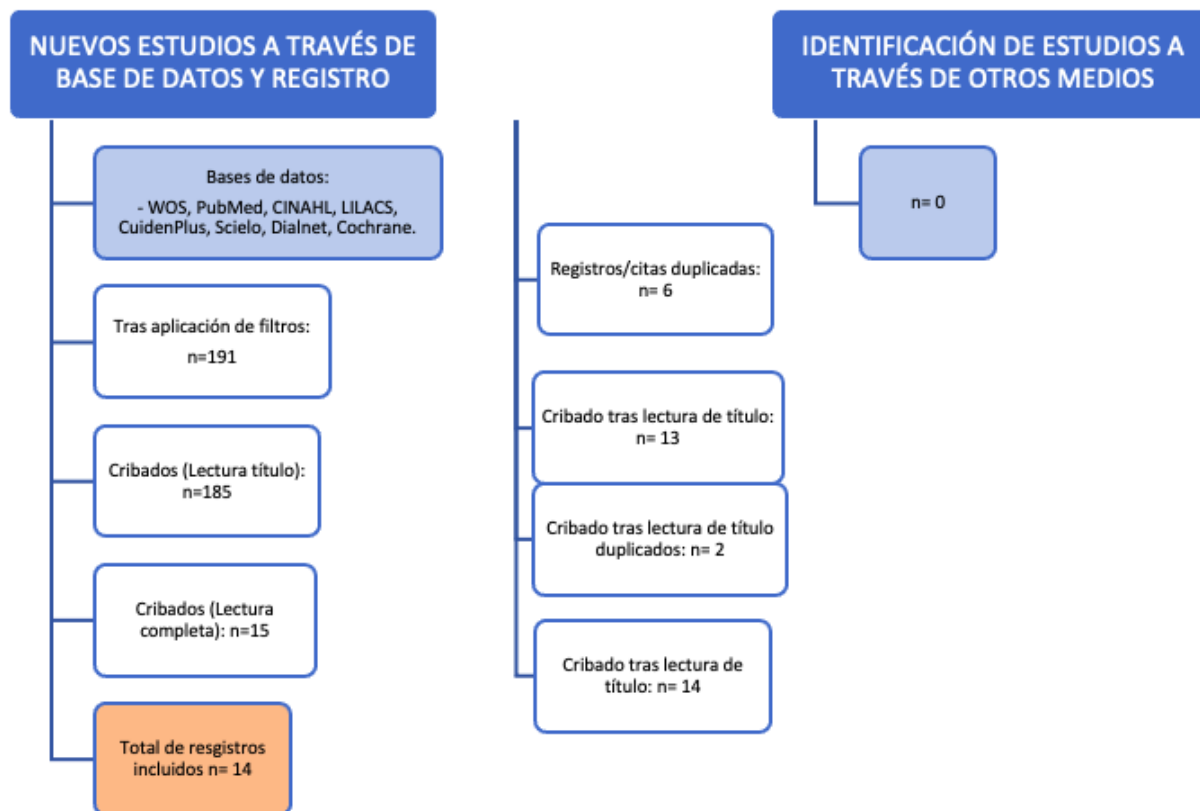 NUEVOS ESTUDIOS A TRAVÉS DE
BASE DE DATOS Y REGISTRO
Bases de datos:
- WOS, PubMed, CINAHL, LILACS,
CuidenPlus, Scielo, Dialnet, Cochrane.
Tras aplicación de filtros:
n=191
Cribados (Lectura título):
n=185
Cribados (Lectura
completa): n=15
Total de resgistros
incluidos n= 14
Registros/citas duplicadas:
n= 6
Cribado tras lectura de título:
n= 13
Cribado tras lectura de título
duplicados: n= 2
Cribado tras lectura de
título: n= 14
IDENTIFICACIÓN DE ESTUDIOS A
TRAVÉS DE OTROS MEDIOS
n= 0